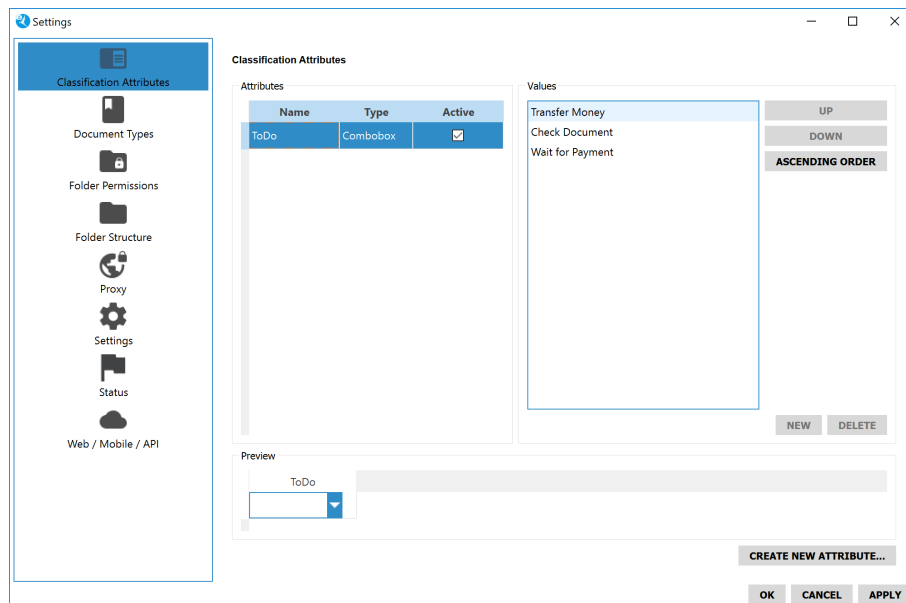 Settings
Classification Attributes
Document Types
Folder Permissions
Folder Structure
Proxy
Settings
Status
Web / Mobile / API
Classification Attributes
Attributes
Name Type Active
ToDo Combobox
Values
Transfer Money
Check Document
Wait for Payment
UP
DOWN
ASCENDING ORDER
NEW DELETE
Preview
ToDo
CREATE NEW ATTRIBUTE...
OK CANCEL APPLY